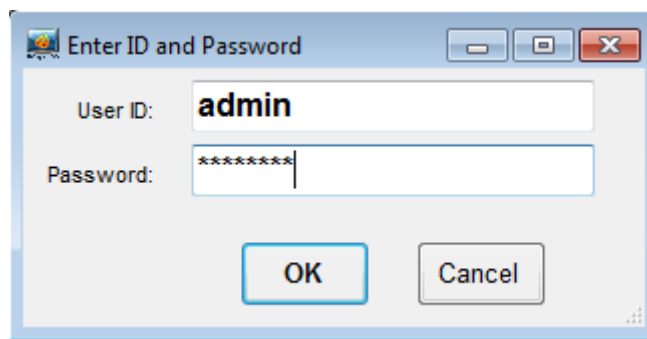 Enter ID and Password
User ID: admin
Password: ********
OK Cancel